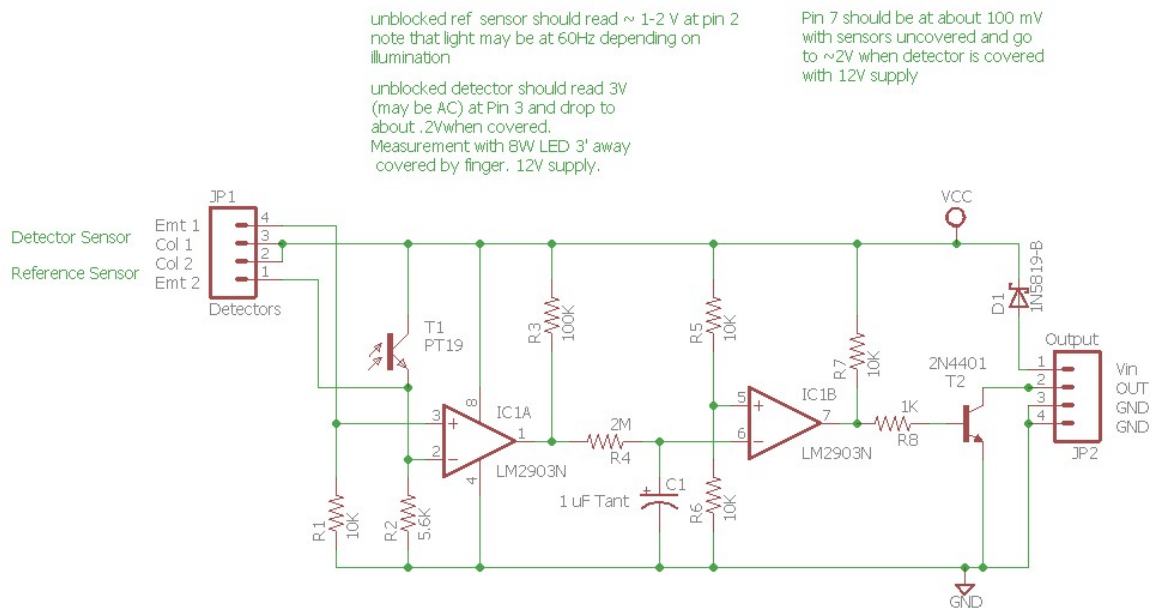 unblocked ref sensor should read ~ 1-2 V at pin 2
note that light may be at 60Hz depending on
illumination
unblocked detector should read 3V
(may be AC) at Pin 3 and drop to
about .2Vwhen covered.
Measurement with 8W LED 3' away
covered by finger. 12V supply.
Pin 7 should be at about 100 mV
with sensors uncovered and go
to ~2V when detector is covered
with 12V supply
JP1
Detector Sensor
Reference Sensor
Emt 1
Col 1
Col 2
Emt 2
4
3
2
1
Detectors
T1
PT19
R3
100K
R5
10K
R7
10K
VCC
D1
1N5819-B
Output
1
2
3
4
Vin
OUT
GND
GND
JP2
2N4401
T2
8
IC1A
3
+
2
−
1
4
LM2903N
2M
R4
IC1B
5
+
6
−
7
LM2903N
1K
R8
R1
10K
R2
5.6K
+
C1
1 uF Tant
R6
10K
GND